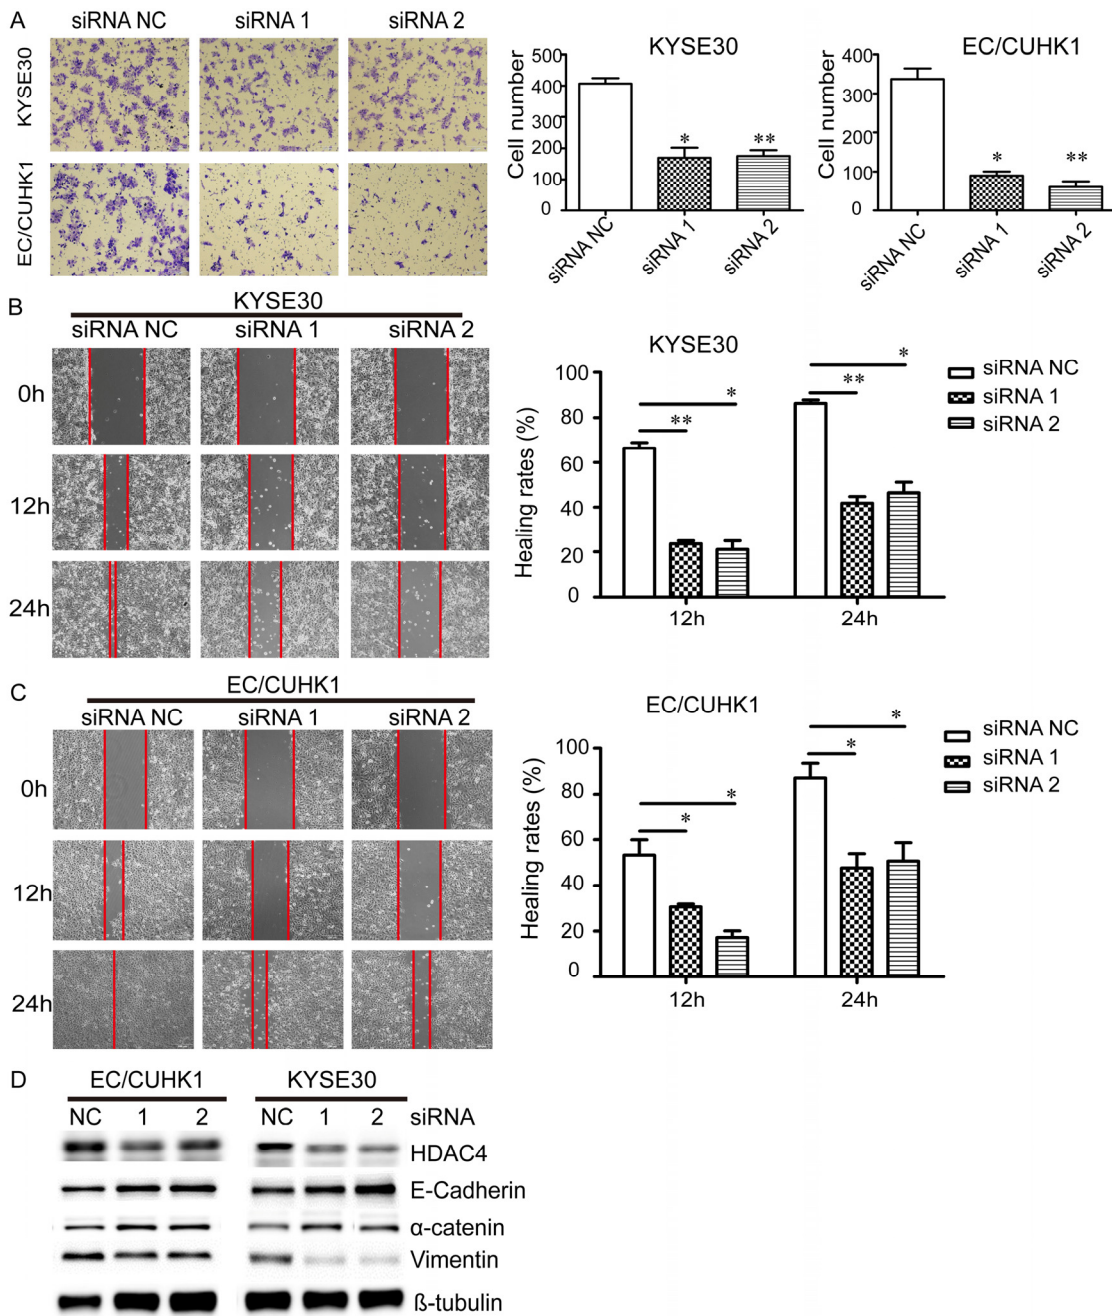 A
siRNA NC siRNA 1 siRNA 2
KYSE30
EC/CUHK1
KYSE30
Cell number
500
400
300
200
100
0
* **
siRNA NC siRNA 1 siRNA 2
EC/CUHK1
Cell number
400
300
200
100
0
* **
siRNA NC siRNA 1 siRNA 2
B
KYSE30
siRNA NC siRNA 1 siRNA 2
0h
12h
24h
KYSE30
Healing rates (%)
100
80
60
40
20
0
** * ** *
12h 24h
siRNA NC
siRNA 1
siRNA 2
C
EC/CUHK1
siRNA NC siRNA 1 siRNA 2
0h
12h
24h
EC/CUHK1
Healing rates (%)
100
80
60
40
20
0
* * * *
12h 24h
siRNA NC
siRNA 1
siRNA 2
D
EC/CUHK1 KYSE30
NC 1 2 NC 1 2 siRNA
HDAC4
E-Cadherin
α-catenin
Vimentin
ß-tubulin